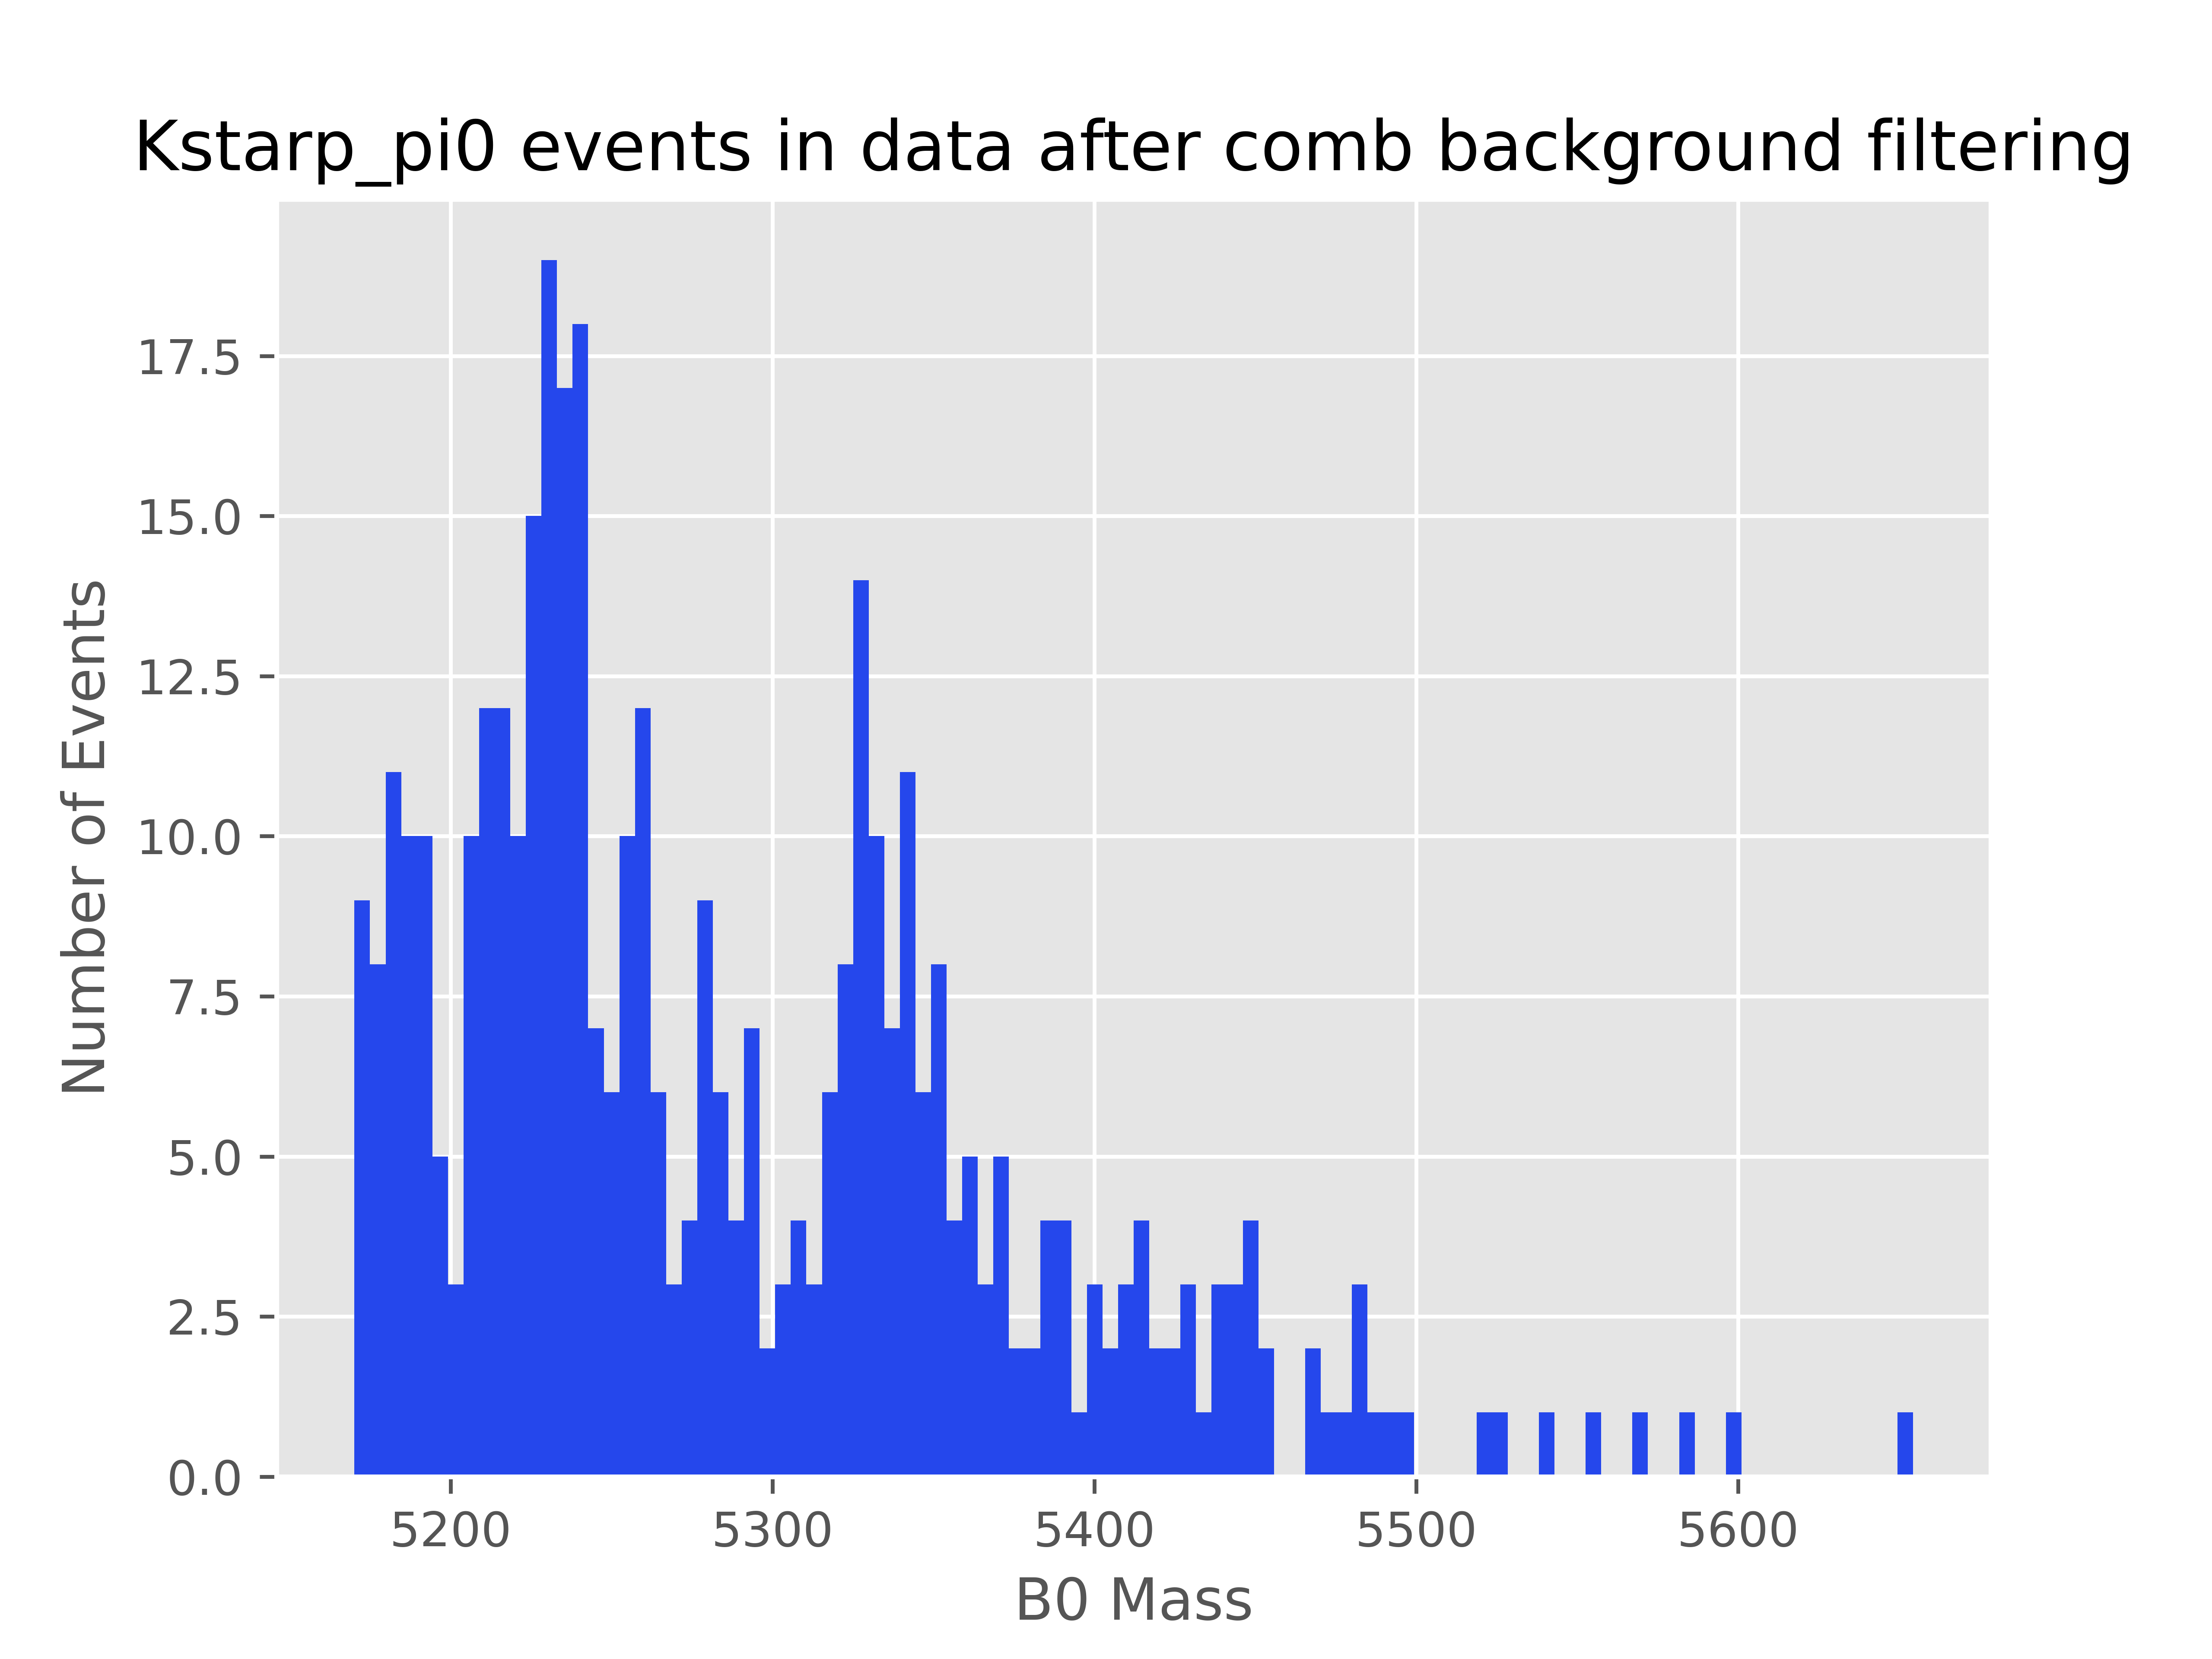 Kstarp_pi0 events in data after comb background filtering
Number of Events
17.5
15.0
12.5
10.0
7.5
5.0
2.5
0.0
5200 5300 5400 5500 5600
B0 Mass